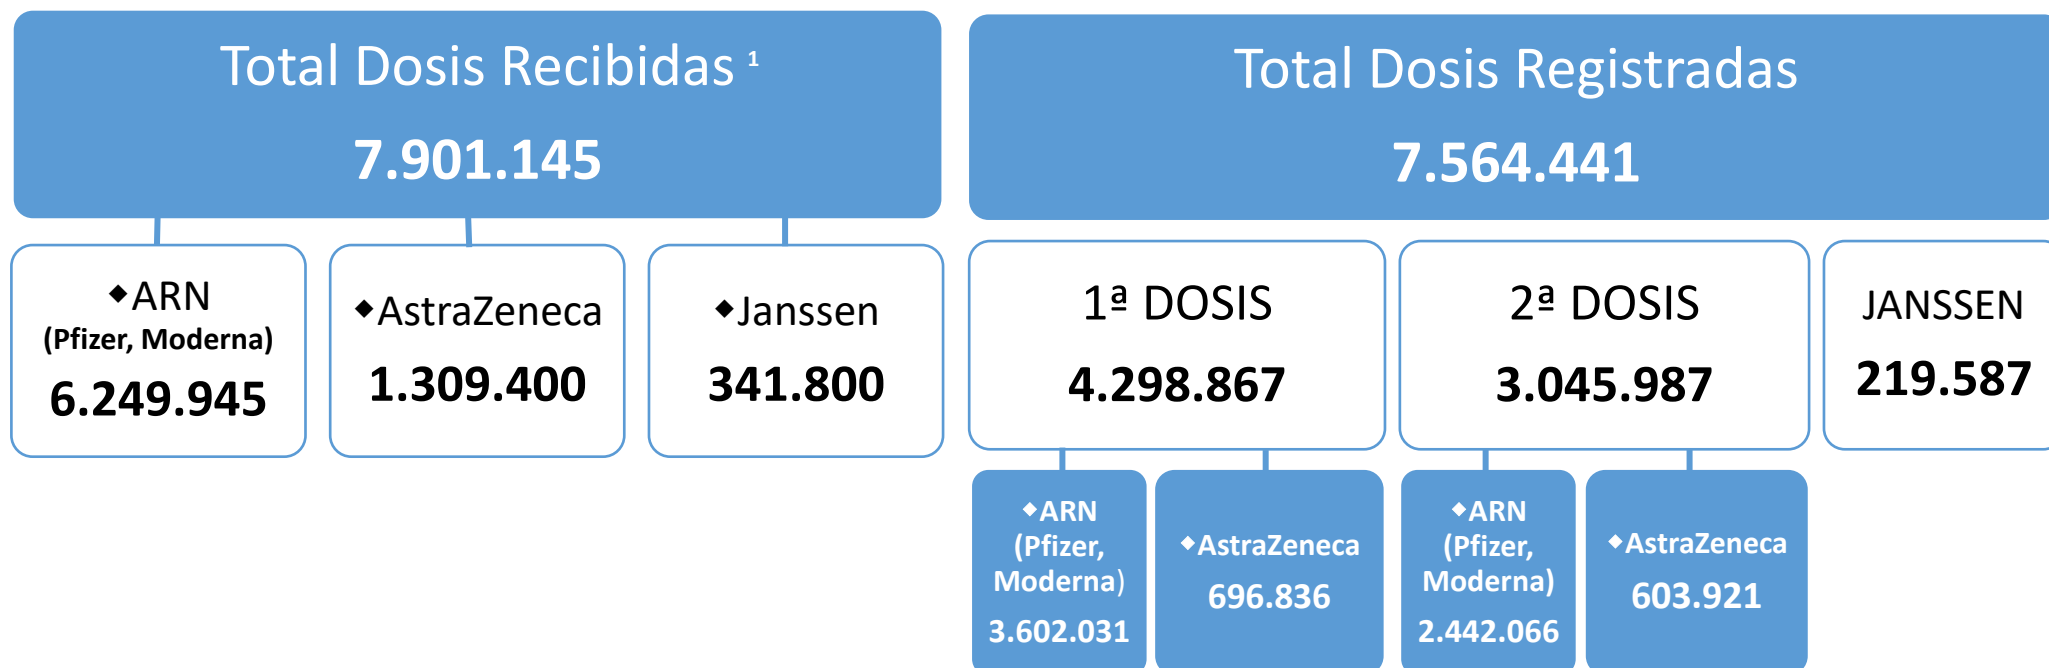 Total Dosis Recibidas ¹
7.901.145
◆ARN
(Pfizer, Moderna)
6.249.945
◆AstraZeneca
1.309.400
◆Janssen
341.800
Total Dosis Registradas
7.564.441
1ª DOSIS
4.298.867
◆ARN
(Pfizer,
Moderna)
3.602.031
◆AstraZeneca
696.836
2ª DOSIS
3.045.987
◆ARN
(Pfizer,
Moderna)
2.442.066
◆AstraZeneca
603.921
JANSSEN
219.587